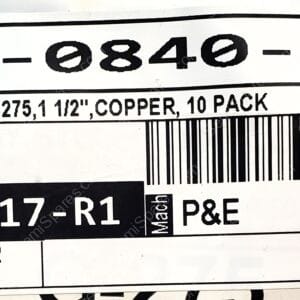 -0840-
275,1 1/2",COPPER, 10 PACK
17-R1
Mach
P&E